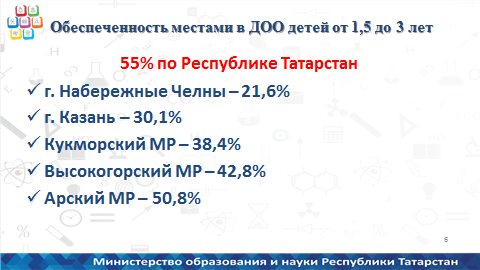 Обеспеченность местами в ДОО детей от 1,5 до 3 лет
55% по Республике Татарстан
✓ г. Набережные Челны – 21,6%
✓ г. Казань – 30,1%
✓ Кукморский МР – 38,4%
✓ Высокогорский МР – 42,8%
✓ Арский МР – 50,8%
Министерство образования и науки Республики Татарстан